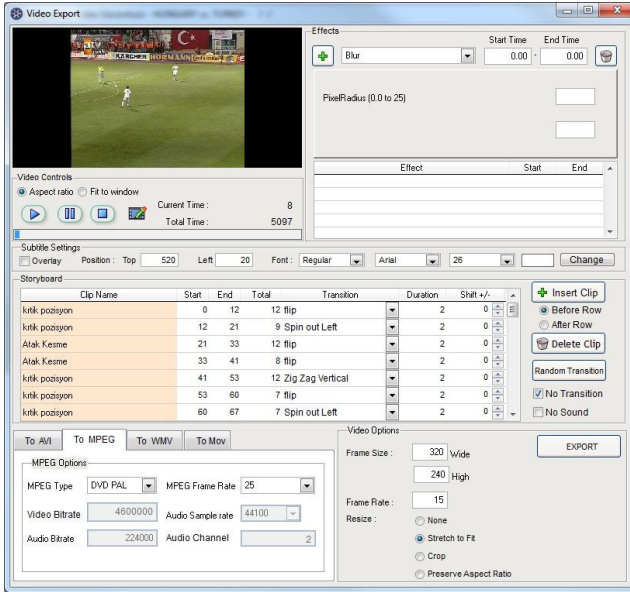 Video Export
KARCHER HÖRMANN
Video Controls
Aspect ratio Fit to window
Current Time : 8
Total Time : 5097
Effects
Start Time End Time
Blur 0.00 - 0.00
PixelRadius (0.0 to 25)
Effect Start End
Subtitle Settings
Overlay Position : Top 520 Left 20 Font : Regular Arial 26 Change
Storyboard
Clip Name Start End Total Transition Duration Shift +/-
krtik pozisyon 0 12 12 flip 2 0
krtik pozisyon 12 21 9 Spin out Left 2 0
Atak Kesme 21 33 12 flip 2 0
Atak Kesme 33 41 8 flip 2 0
krtik pozisyon 41 53 12 Zig Zag Vertical 2 0
krtik pozisyon 53 60 7 flip 2 0
krtik pozisyon 60 67 7 Spin out Left 2 0
Insert Clip
Before Row
After Row
Delete Clip
Random Transition
No Transition
No Sound
To AVI To MPEG To WMV To Mov
MPEG Options
MPEG Type DVD PAL MPEG Frame Rate 25
Video Bitrate 4600000 Audio Sample rate 44100
Audio Bitrate 224000 Audio Channel 2
Video Options
Frame Size : 320 Wide
240 High
Frame Rate : 15
Resize : None
Stretch to Fit
Crop
Preserve Aspect Ratio
EXPORT